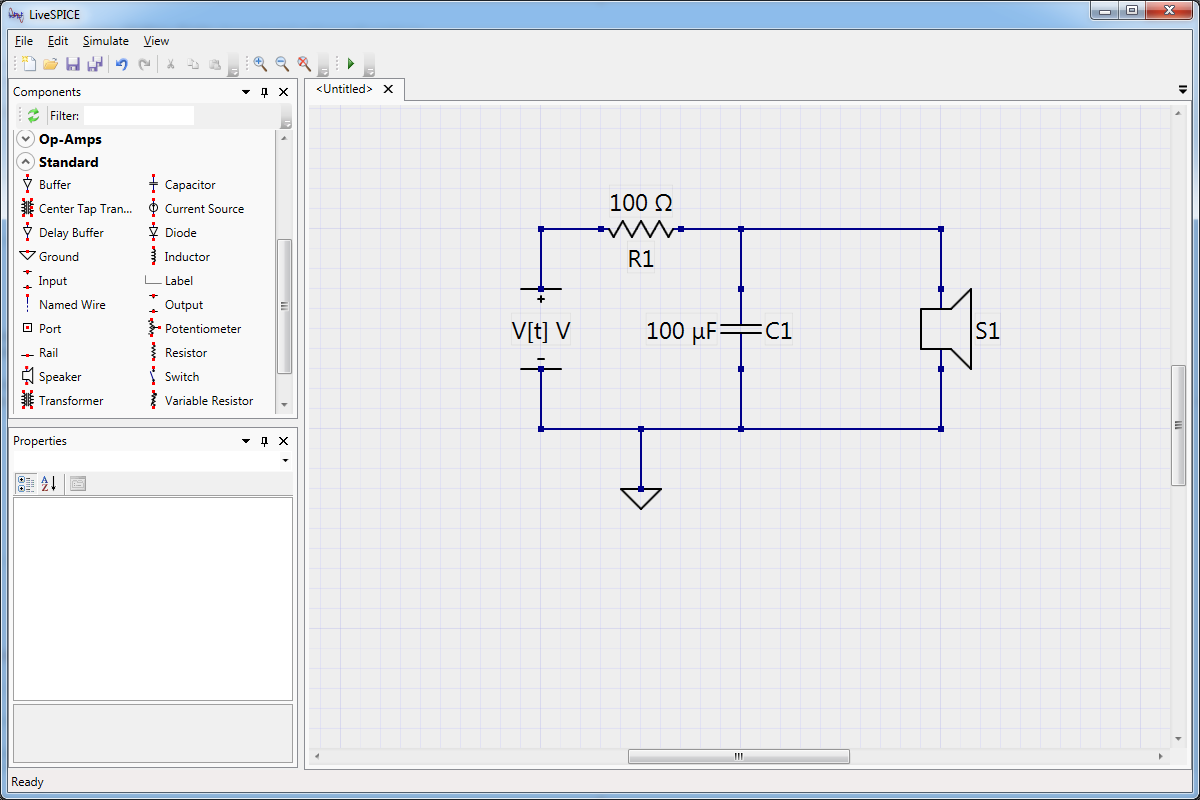 LiveSPICE
File Edit Simulate View
Components
Filter:
Op-Amps
Standard
Buffer Capacitor
Center Tap Tran... Current Source
Delay Buffer Diode
Ground Inductor
Input Label
Named Wire Output
Port Potentiometer
Rail Resistor
Speaker Switch
Transformer Variable Resistor
Properties
A
Z
<Untitled>
100 Ω
R1
+
V[t] V
-
100 µF C1
S1
Ready